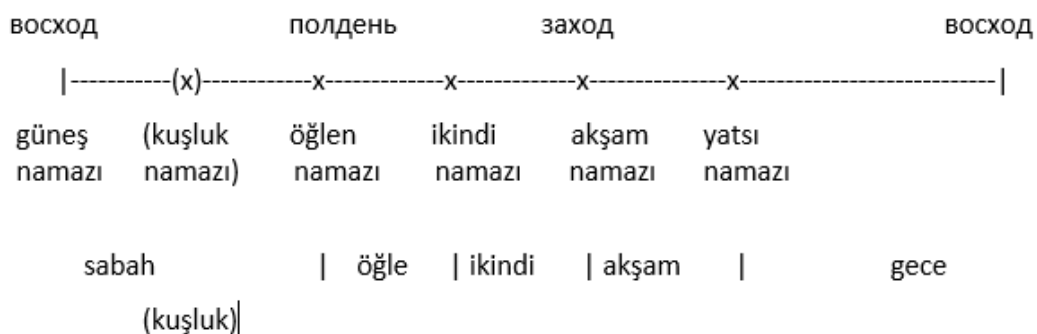 восход полдень заход восход
|-----------(x)------------x-------------x-------------x---------------x----------------------------|
güneş (kuşluk öğlen ikindi akşam yatsı
namazı namazı) namazı namazı namazı namazı
sabah | öğle | ikindi | akşam | gece
(kuşluk)